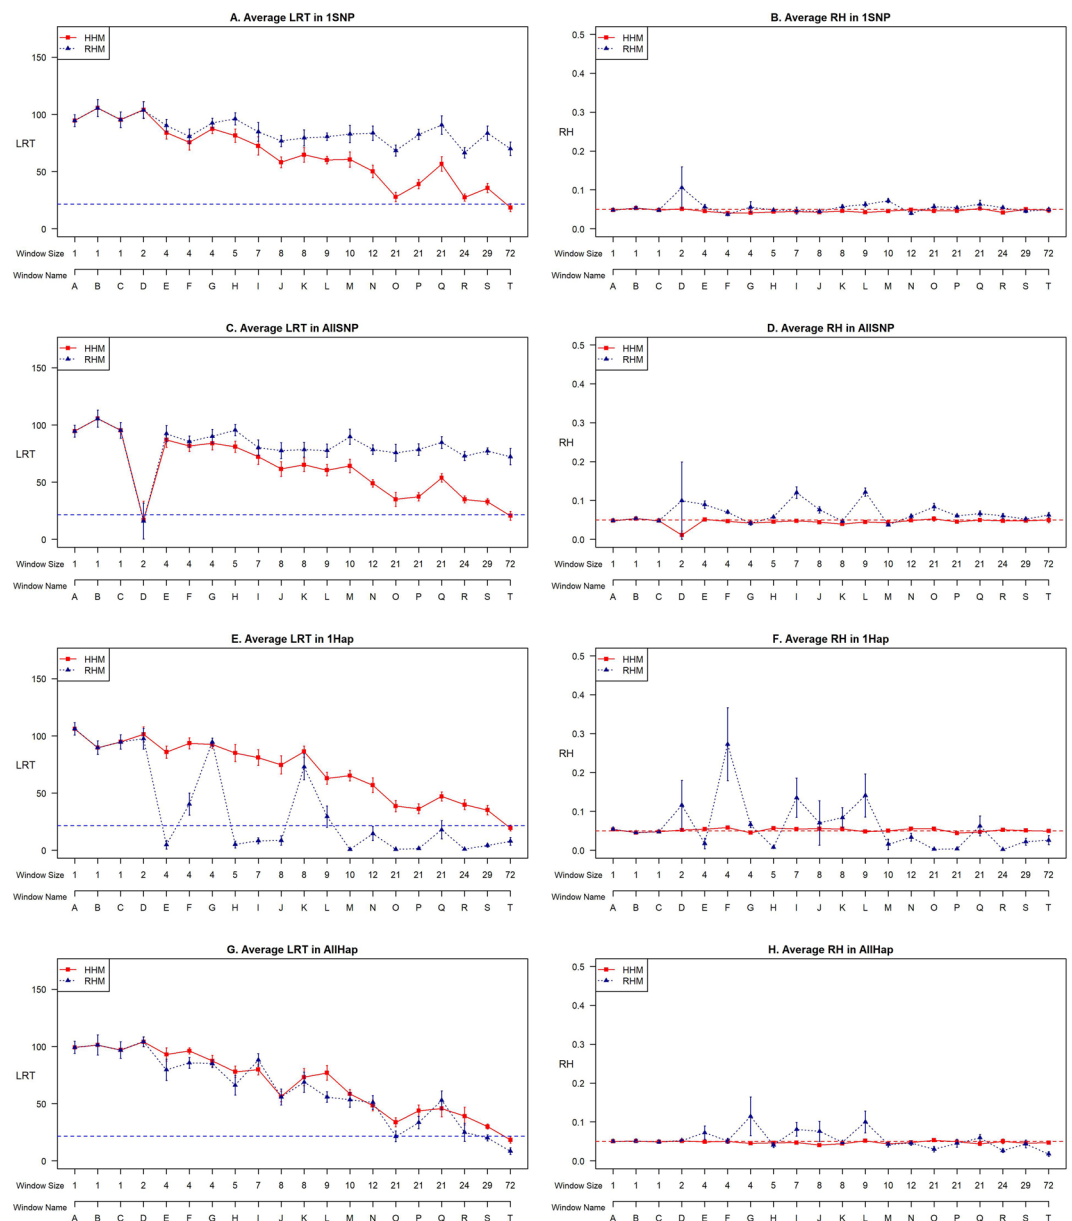 A. Average LRT in 1SNP
HHM
RHM
150
100
LRT
50
0
Window Size 1 1 1 2 4 4 4 5 7 8 8 9 10 12 21 21 21 24 29 72
Window Name
A B C D E F G H I J K L M N O P Q R S T
B. Average RH in 1SNP
HHM
RHM
0.5
0.4
0.3
RH
0.2
0.1
0.0
Window Size 1 1 1 2 4 4 4 5 7 8 8 9 10 12 21 21 21 24 29 72
Window Name
A B C D E F G H I J K L M N O P Q R S T
C. Average LRT in AllSNP
HHM
RHM
150
100
LRT
50
0
Window Size 1 1 1 2 4 4 4 5 7 8 8 9 10 12 21 21 21 24 29 72
Window Name
A B C D E F G H I J K L M N O P Q R S T
D. Average RH in AllSNP
HHM
RHM
0.5
0.4
0.3
RH
0.2
0.1
0.0
Window Size 1 1 1 2 4 4 4 5 7 8 8 9 10 12 21 21 21 24 29 72
Window Name
A B C D E F G H I J K L M N O P Q R S T
E. Average LRT in 1Hap
HHM
RHM
150
100
LRT
50
0
Window Size 1 1 1 2 4 4 4 5 7 8 8 9 10 12 21 21 21 24 29 72
Window Name
A B C D E F G H I J K L M N O P Q R S T
F. Average RH in 1Hap
HHM
RHM
0.5
0.4
0.3
RH
0.2
0.1
0.0
Window Size 1 1 1 2 4 4 4 5 7 8 8 9 10 12 21 21 21 24 29 72
Window Name
A B C D E F G H I J K L M N O P Q R S T
G. Average LRT in AllHap
HHM
RHM
150
100
LRT
50
0
Window Size 1 1 1 2 4 4 4 5 7 8 8 9 10 12 21 21 21 24 29 72
Window Name
A B C D E F G H I J K L M N O P Q R S T
H. Average RH in AllHap
HHM
RHM
0.5
0.4
0.3
RH
0.2
0.1
0.0
Window Size 1 1 1 2 4 4 4 5 7 8 8 9 10 12 21 21 21 24 29 72
Window Name
A B C D E F G H I J K L M N O P Q R S T